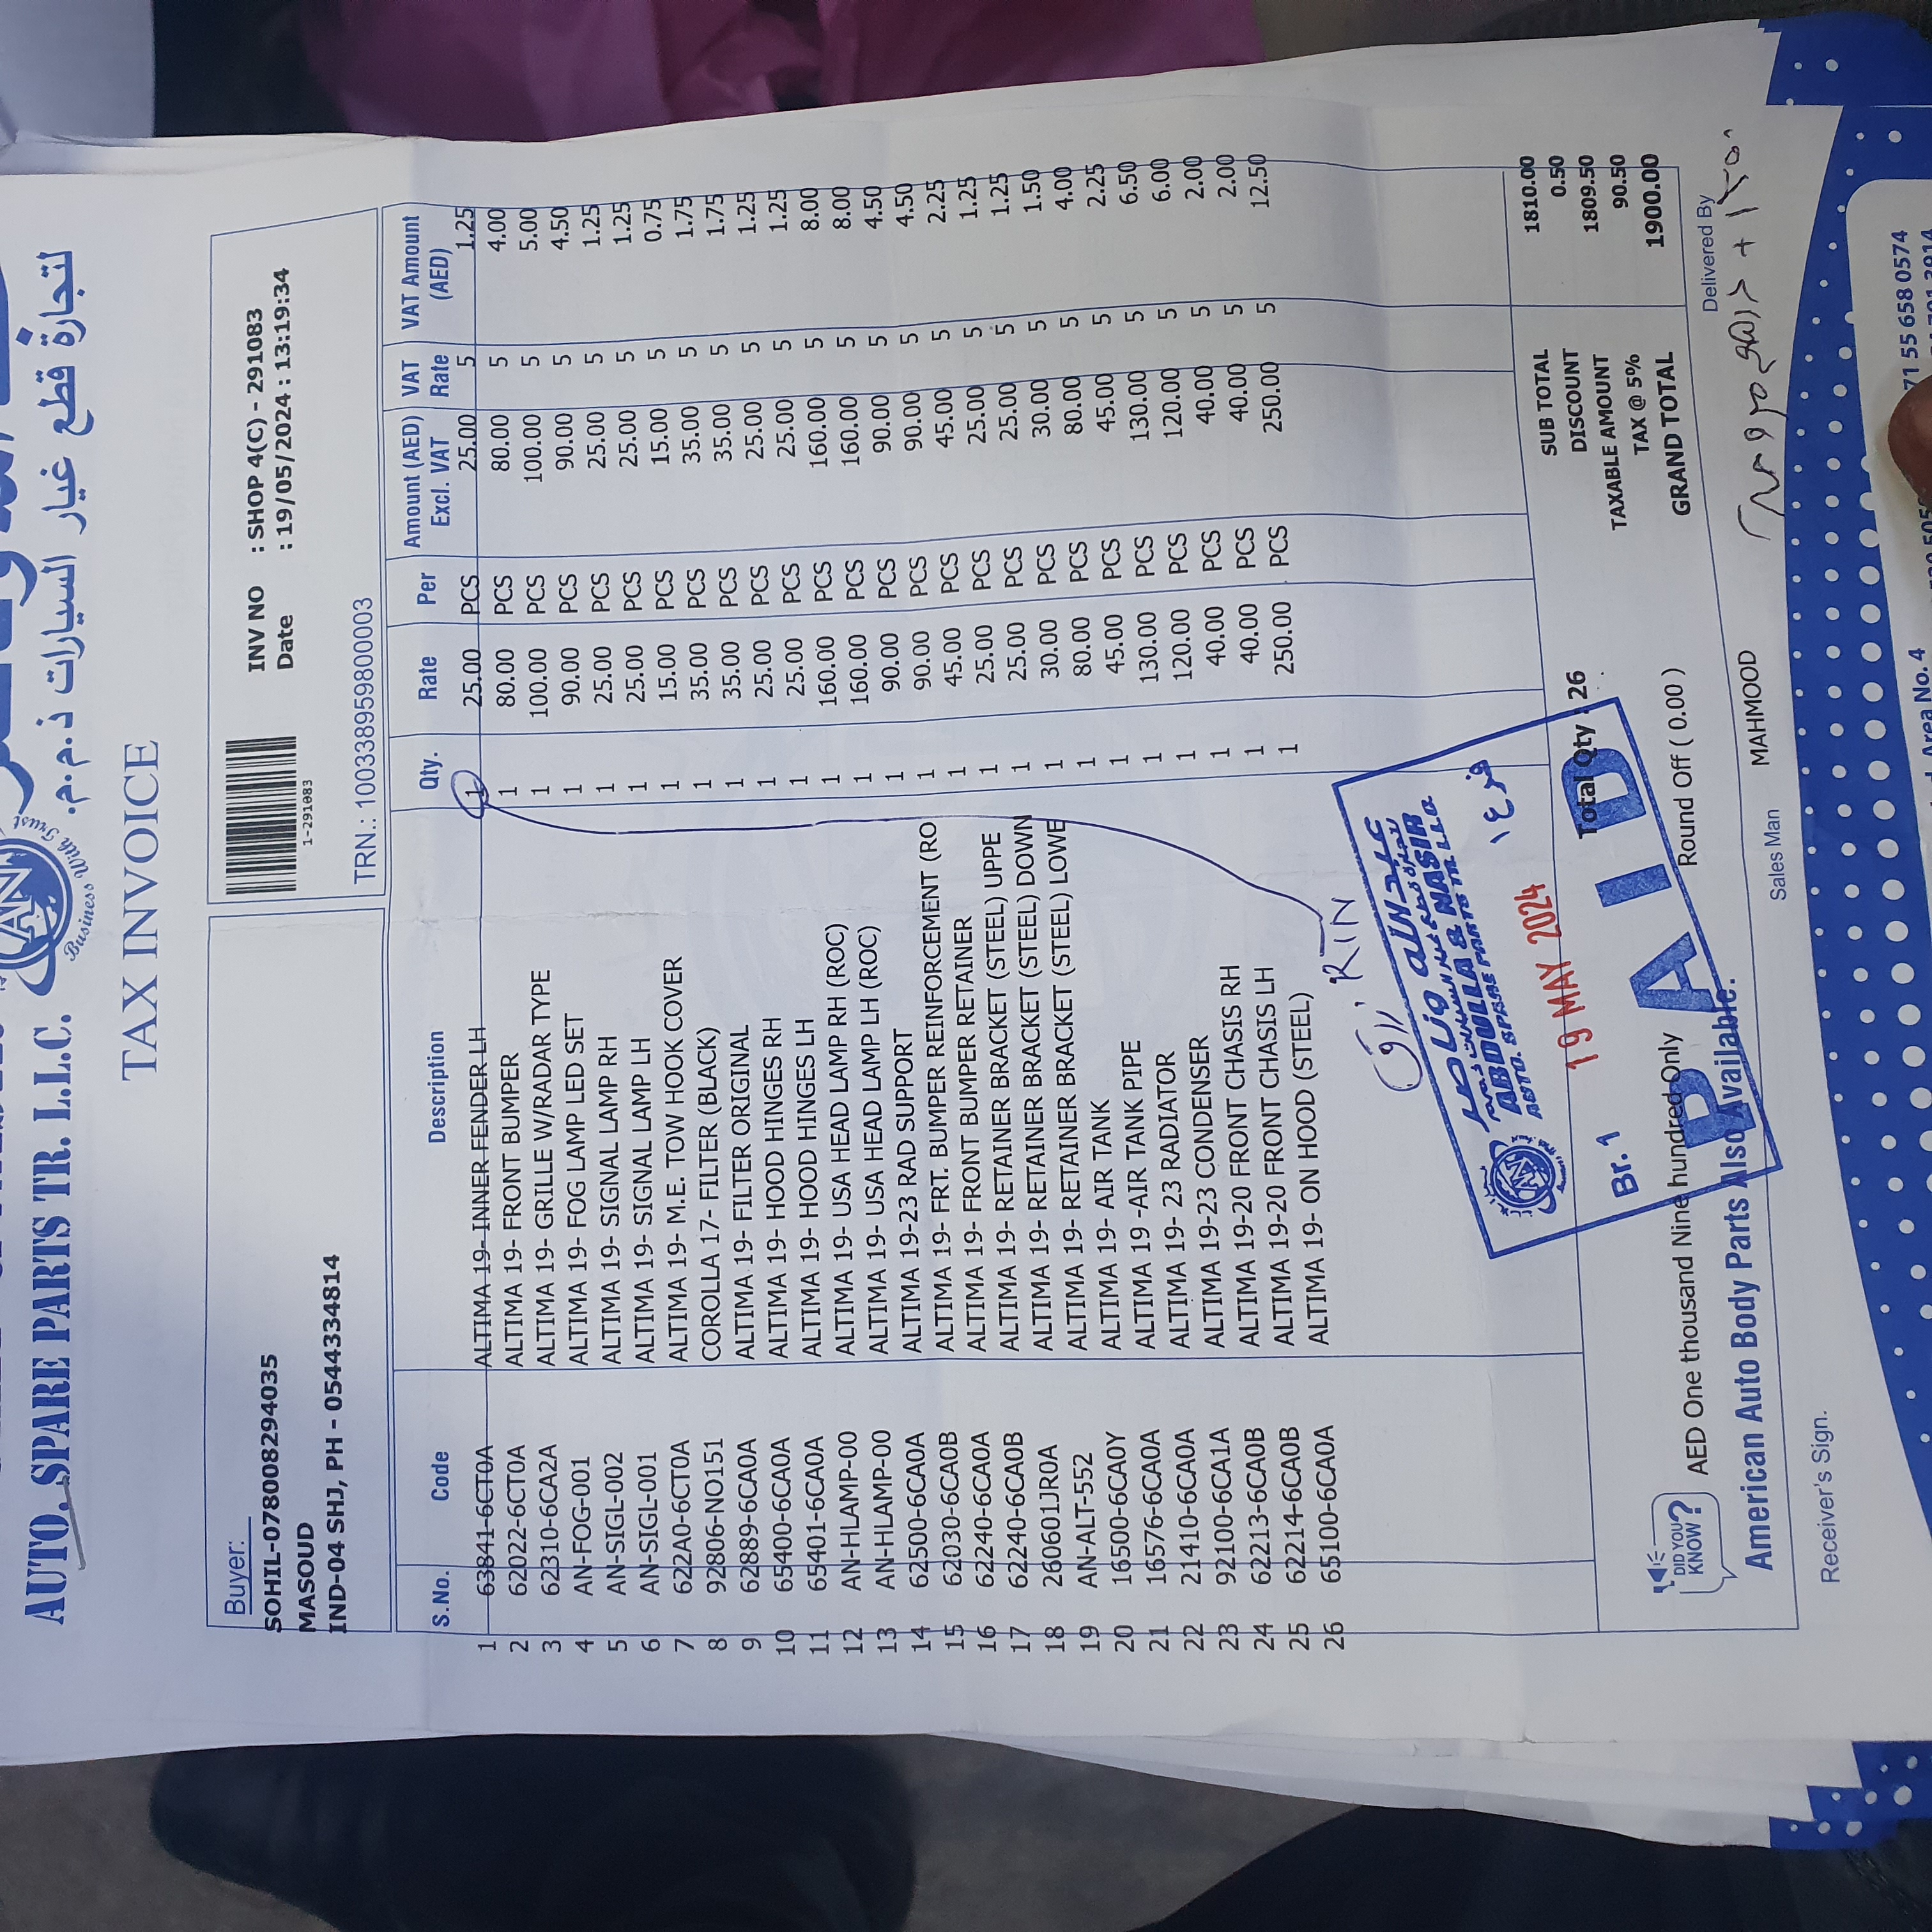 لتجارة قطع غيار السيارات ذ.م.م.
AUTO. SPARE PARTS TR. L.L.C.
AN
Business With Trust
TAX INVOICE
Buyer:
SOHIL-078008294035
MASOUD
IND-04 SHJ, PH - 0544334814
1-291083
INV NO : SHOP 4(C) - 291083
Date : 19/05/2024 : 13:19:34
TRN.: 100338959800003
S.No. Code Description Qty. Rate Per Amount (AED) Excl. VAT VAT Rate VAT Amount (AED)
1 63841-6CT0A ALTIMA 19- INNER FENDER LH 1 25.00 PCS 25.00 5 1.25
2 62022-6CT0A ALTIMA 19- FRONT BUMPER 1 80.00 PCS 80.00 5 4.00
3 62310-6CA2A ALTIMA 19- GRILLE W/RADAR TYPE 1 100.00 PCS 100.00 5 5.00
4 AN-FOG-001 ALTIMA 19- FOG LAMP LED SET 1 90.00 PCS 90.00 5 4.50
5 AN-SIGL-002 ALTIMA 19- SIGNAL LAMP RH 1 25.00 PCS 25.00 5 1.25
6 AN-SIGL-001 ALTIMA 19- SIGNAL LAMP LH 1 25.00 PCS 25.00 5 1.25
7 622A0-6CT0A ALTIMA 19- M.E. TOW HOOK COVER 1 15.00 PCS 15.00 5 0.75
8 92806-NO151 COROLLA 17- FILTER (BLACK) 1 35.00 PCS 35.00 5 1.75
9 62889-6CA0A ALTIMA 19- FILTER ORIGINAL 1 35.00 PCS 35.00 5 1.75
10 65400-6CA0A ALTIMA 19- HOOD HINGES RH 1 25.00 PCS 25.00 5 1.25
11 65401-6CA0A ALTIMA 19- HOOD HINGES LH 1 25.00 PCS 25.00 5 1.25
12 AN-HLAMP-00 ALTIMA 19- USA HEAD LAMP RH (ROC) 1 160.00 PCS 160.00 5 8.00
13 AN-HLAMP-00 ALTIMA 19- USA HEAD LAMP LH (ROC) 1 160.00 PCS 160.00 5 8.00
14 62500-6CA0A ALTIMA 19-23 RAD SUPPORT 1 90.00 PCS 90.00 5 4.50
15 62030-6CA0B ALTIMA 19- FRT. BUMPER REINFORCEMENT (RO 1 90.00 PCS 90.00 5 4.50
16 62240-6CA0A ALTIMA 19- FRONT BUMPER RETAINER 1 45.00 PCS 45.00 5 2.25
17 62240-6CA0B ALTIMA 19- RETAINER BRACKET (STEEL) UPPE 1 25.00 PCS 25.00 5 1.25
18 260601JR0A ALTIMA 19- RETAINER BRACKET (STEEL) DOWN 1 25.00 PCS 25.00 5 1.25
19 AN-ALT-552 ALTIMA 19- RETAINER BRACKET (STEEL) LOWE 1 30.00 PCS 30.00 5 1.50
20 16500-6CA0Y ALTIMA 19- AIR TANK 1 80.00 PCS 80.00 5 4.00
21 16576-6CA0A ALTIMA 19 -AIR TANK PIPE 1 45.00 PCS 45.00 5 2.25
22 21410-6CA0A ALTIMA 19- 23 RADIATOR 1 130.00 PCS 130.00 5 6.50
23 92100-6CA1A ALTIMA 19-23 CONDENSER 1 120.00 PCS 120.00 5 6.00
24 62213-6CA0B ALTIMA 19-20 FRONT CHASIS RH 1 40.00 PCS 40.00 5 2.00
25 62214-6CA0B ALTIMA 19-20 FRONT CHASIS LH 1 40.00 PCS 40.00 5 2.00
26 65100-6CA0A ALTIMA 19- ON HOOD (STEEL) 1 250.00 PCS 250.00 5 12.50
ABDULLA & NASIR
AUTO. SPARE PARTS TR. LLC
فرع ١
19 MAY 2024
Br. 1
PAID
Total Qty : 26
SUB TOTAL 1810.00
DISCOUNT 0.50
TAXABLE AMOUNT 1809.50
TAX @ 5% 90.50
GRAND TOTAL 1900.00
DID YOU KNOW?
AED One thousand Nine hundred Only
Round Off ( 0.00 )
American Auto Body Parts Also Available.
Receiver's Sign.
Sales Man
MAHMOOD
Delivered By
Area No. 4
71 55 658 0574